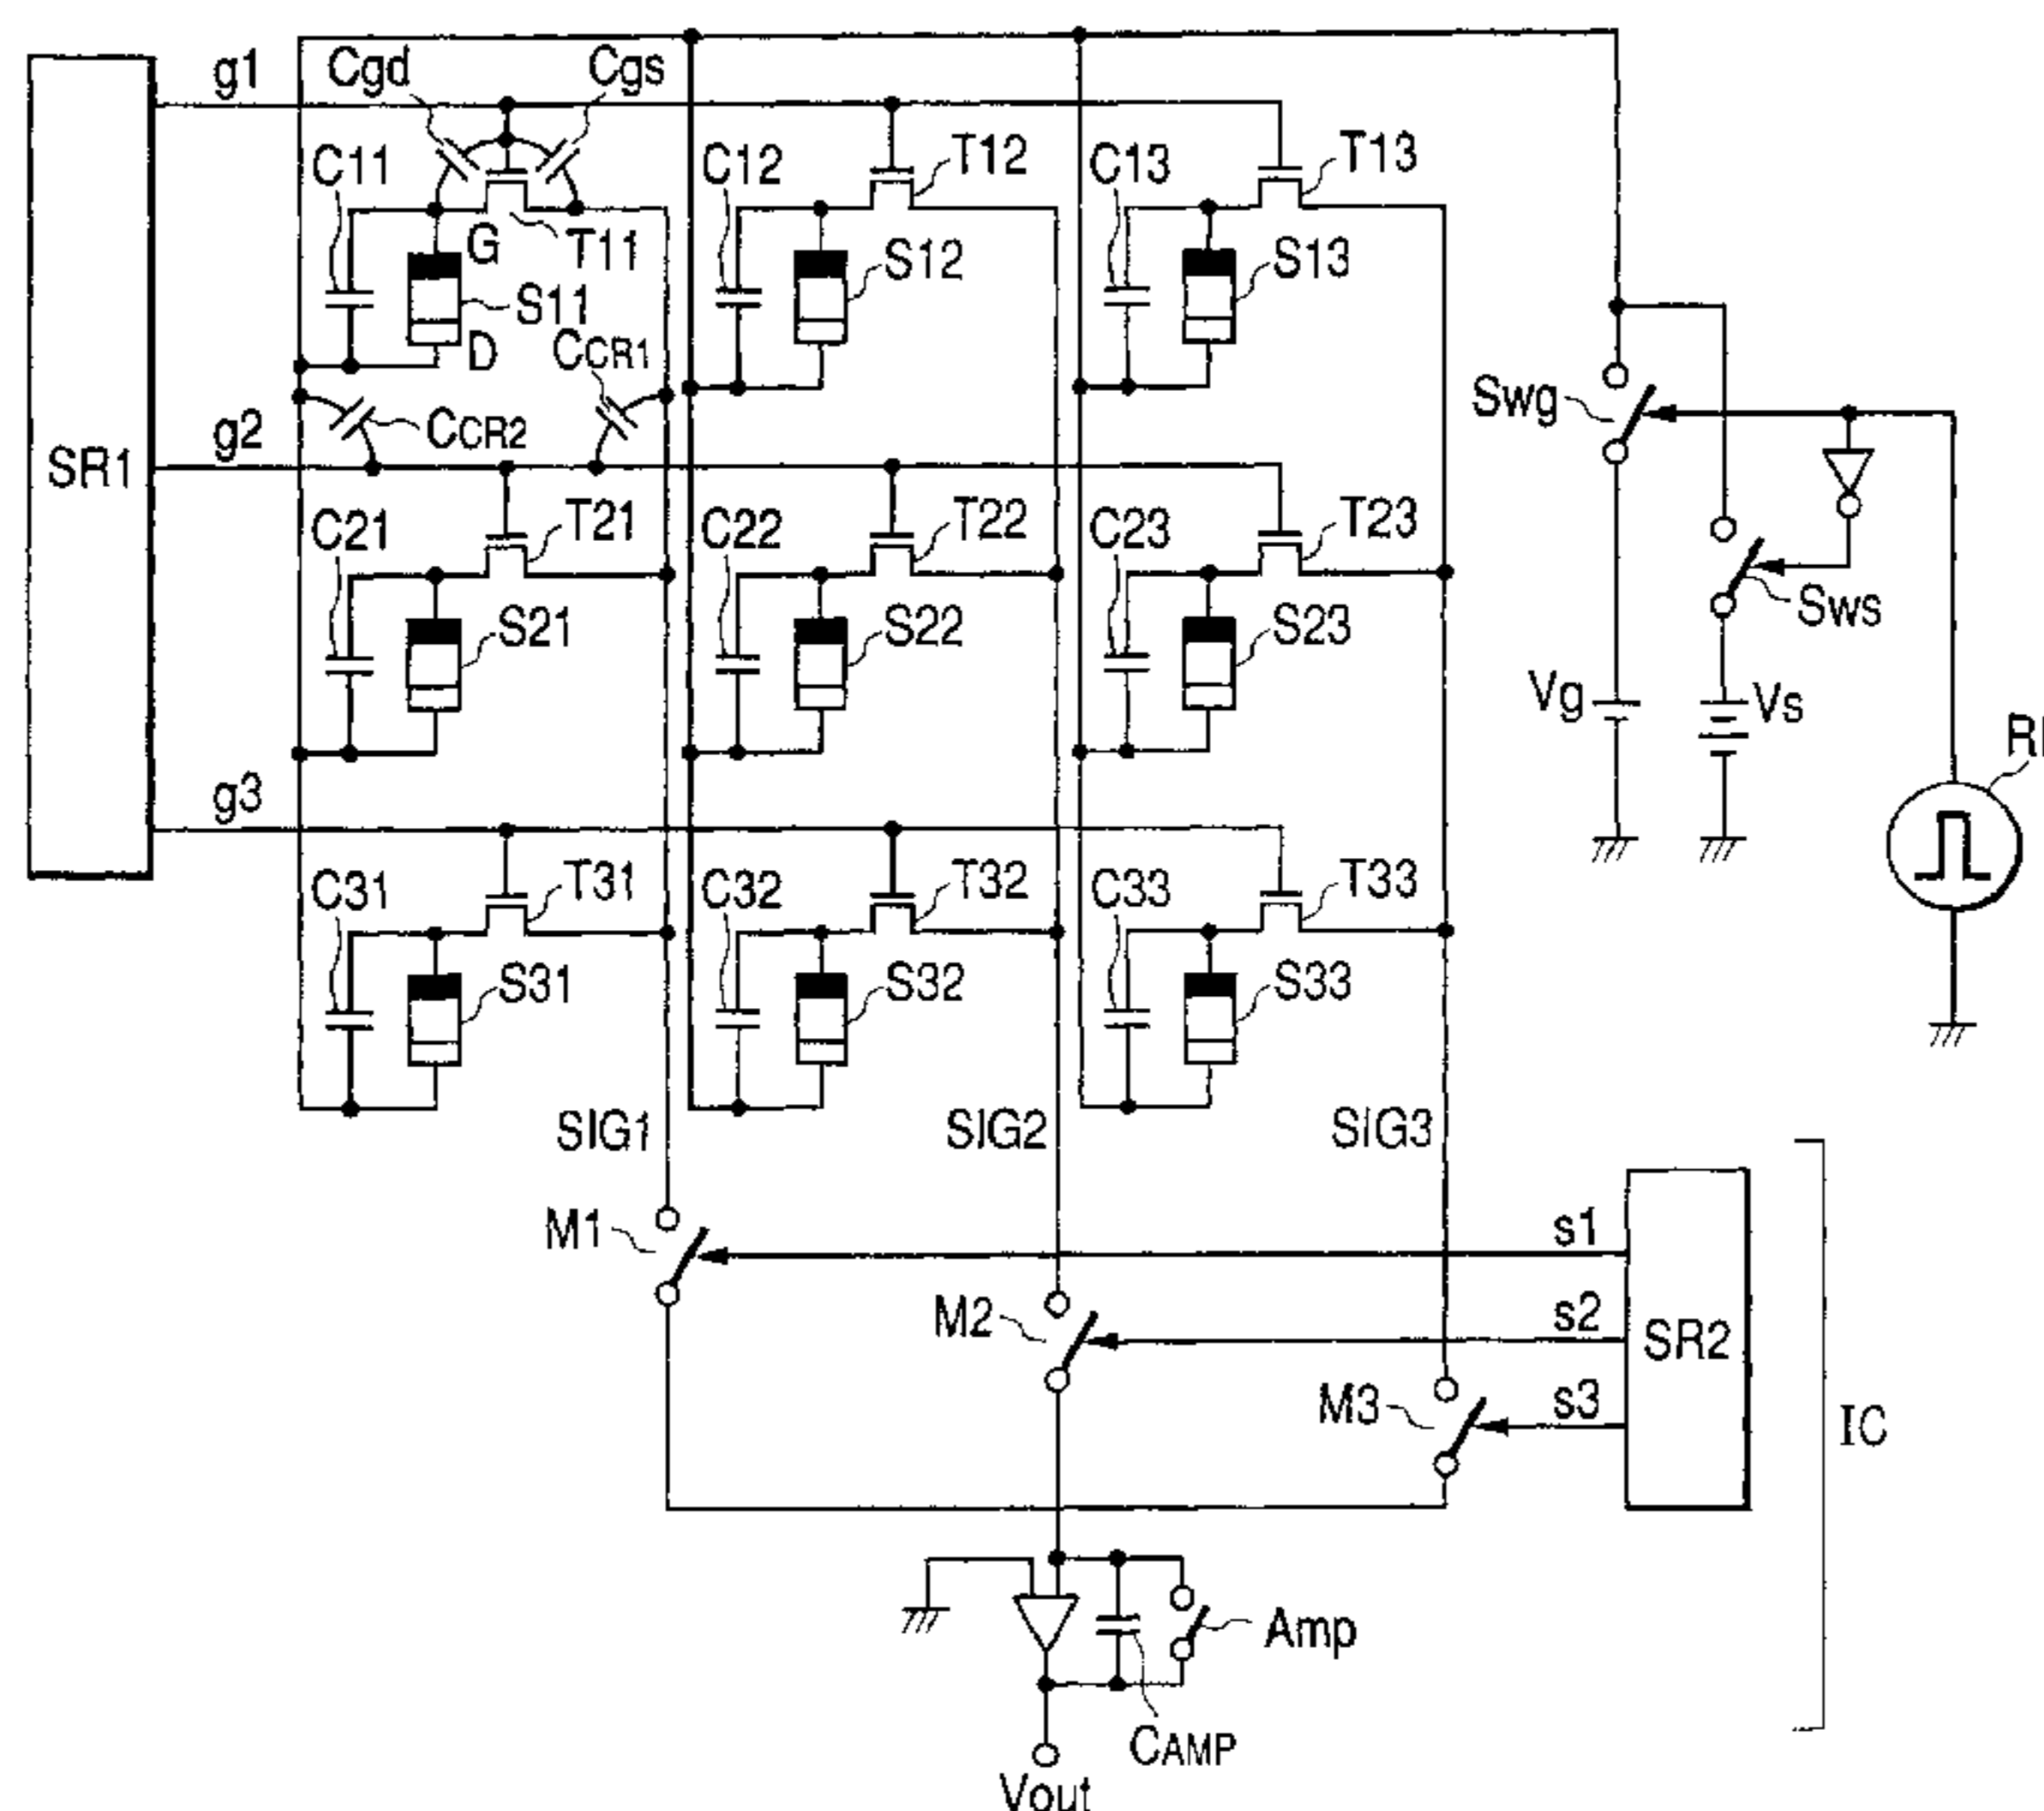 g1
Cgd
Cgs
C11
G
T11
S11
D
C12
T12
S12
C13
T13
S13
CCR1
CCR2
SR1
g2
C21
T21
S21
C22
T22
S22
C23
T23
S23
Swg
Sws
Vg
Vs
g3
C31
T31
S31
C32
T32
S32
C33
T33
S33
SIG1
SIG2
SIG3
M1
M2
M3
s1
s2
s3
SR2
IC
Amp
CAMP
Vout